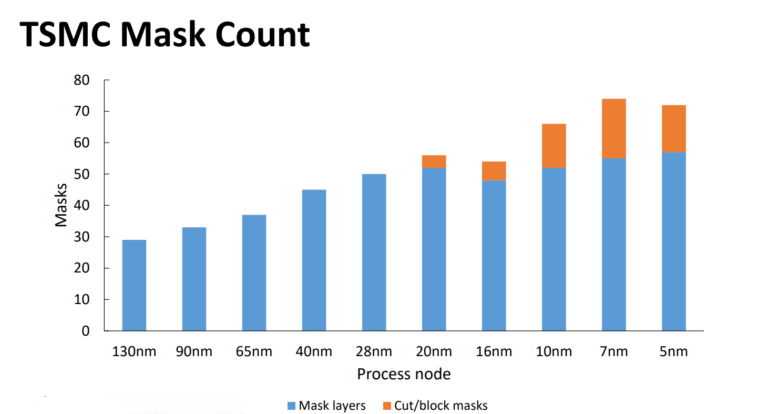 TSMC Mask Count
80
70
60
50
40
30
20
10
0
Masks
130nm 90nm 65nm 40nm 28nm 20nm 16nm 10nm 7nm 5nm
Process node
Mask layers Cut/block masks